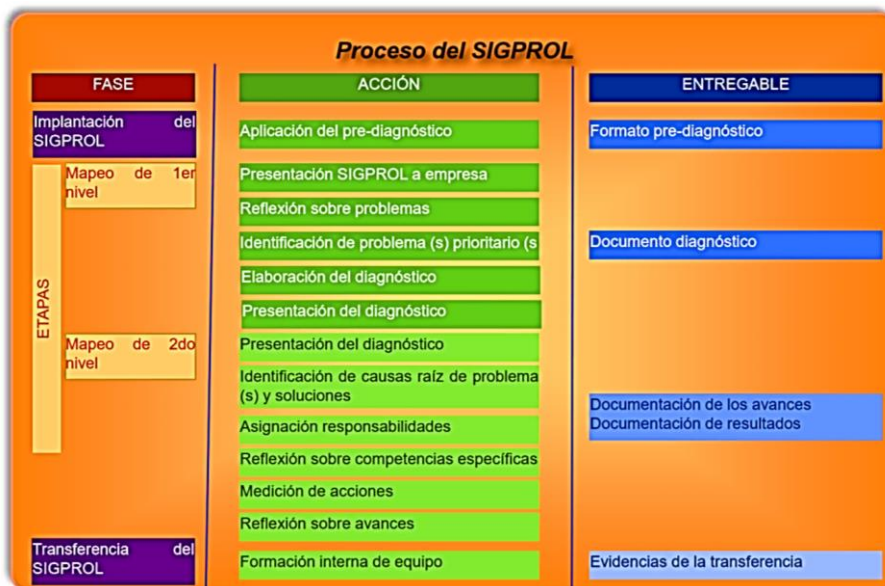 Proceso del SIGPROL
FASE
ACCIÓN
ENTREGABLE
Implantación del
SIGPROL
Aplicación del pre-diagnóstico
Formato pre-diagnóstico
ETAPAS
Mapeo de 1er
nivel
Presentación SIGPROL a empresa
Reflexión sobre problemas
Identificación de problema (s) prioritario (s
Documento diagnóstico
Elaboración del diagnóstico
Presentación del diagnóstico
Mapeo de 2do
nivel
Presentación del diagnóstico
Identificación de causas raíz de problema
(s) y soluciones
Documentación de los avances
Documentación de resultados
Asignación responsabilidades
Reflexión sobre competencias específicas
Medición de acciones
Reflexión sobre avances
Transferencia del
SIGPROL
Formación interna de equipo
Evidencias de la transferencia